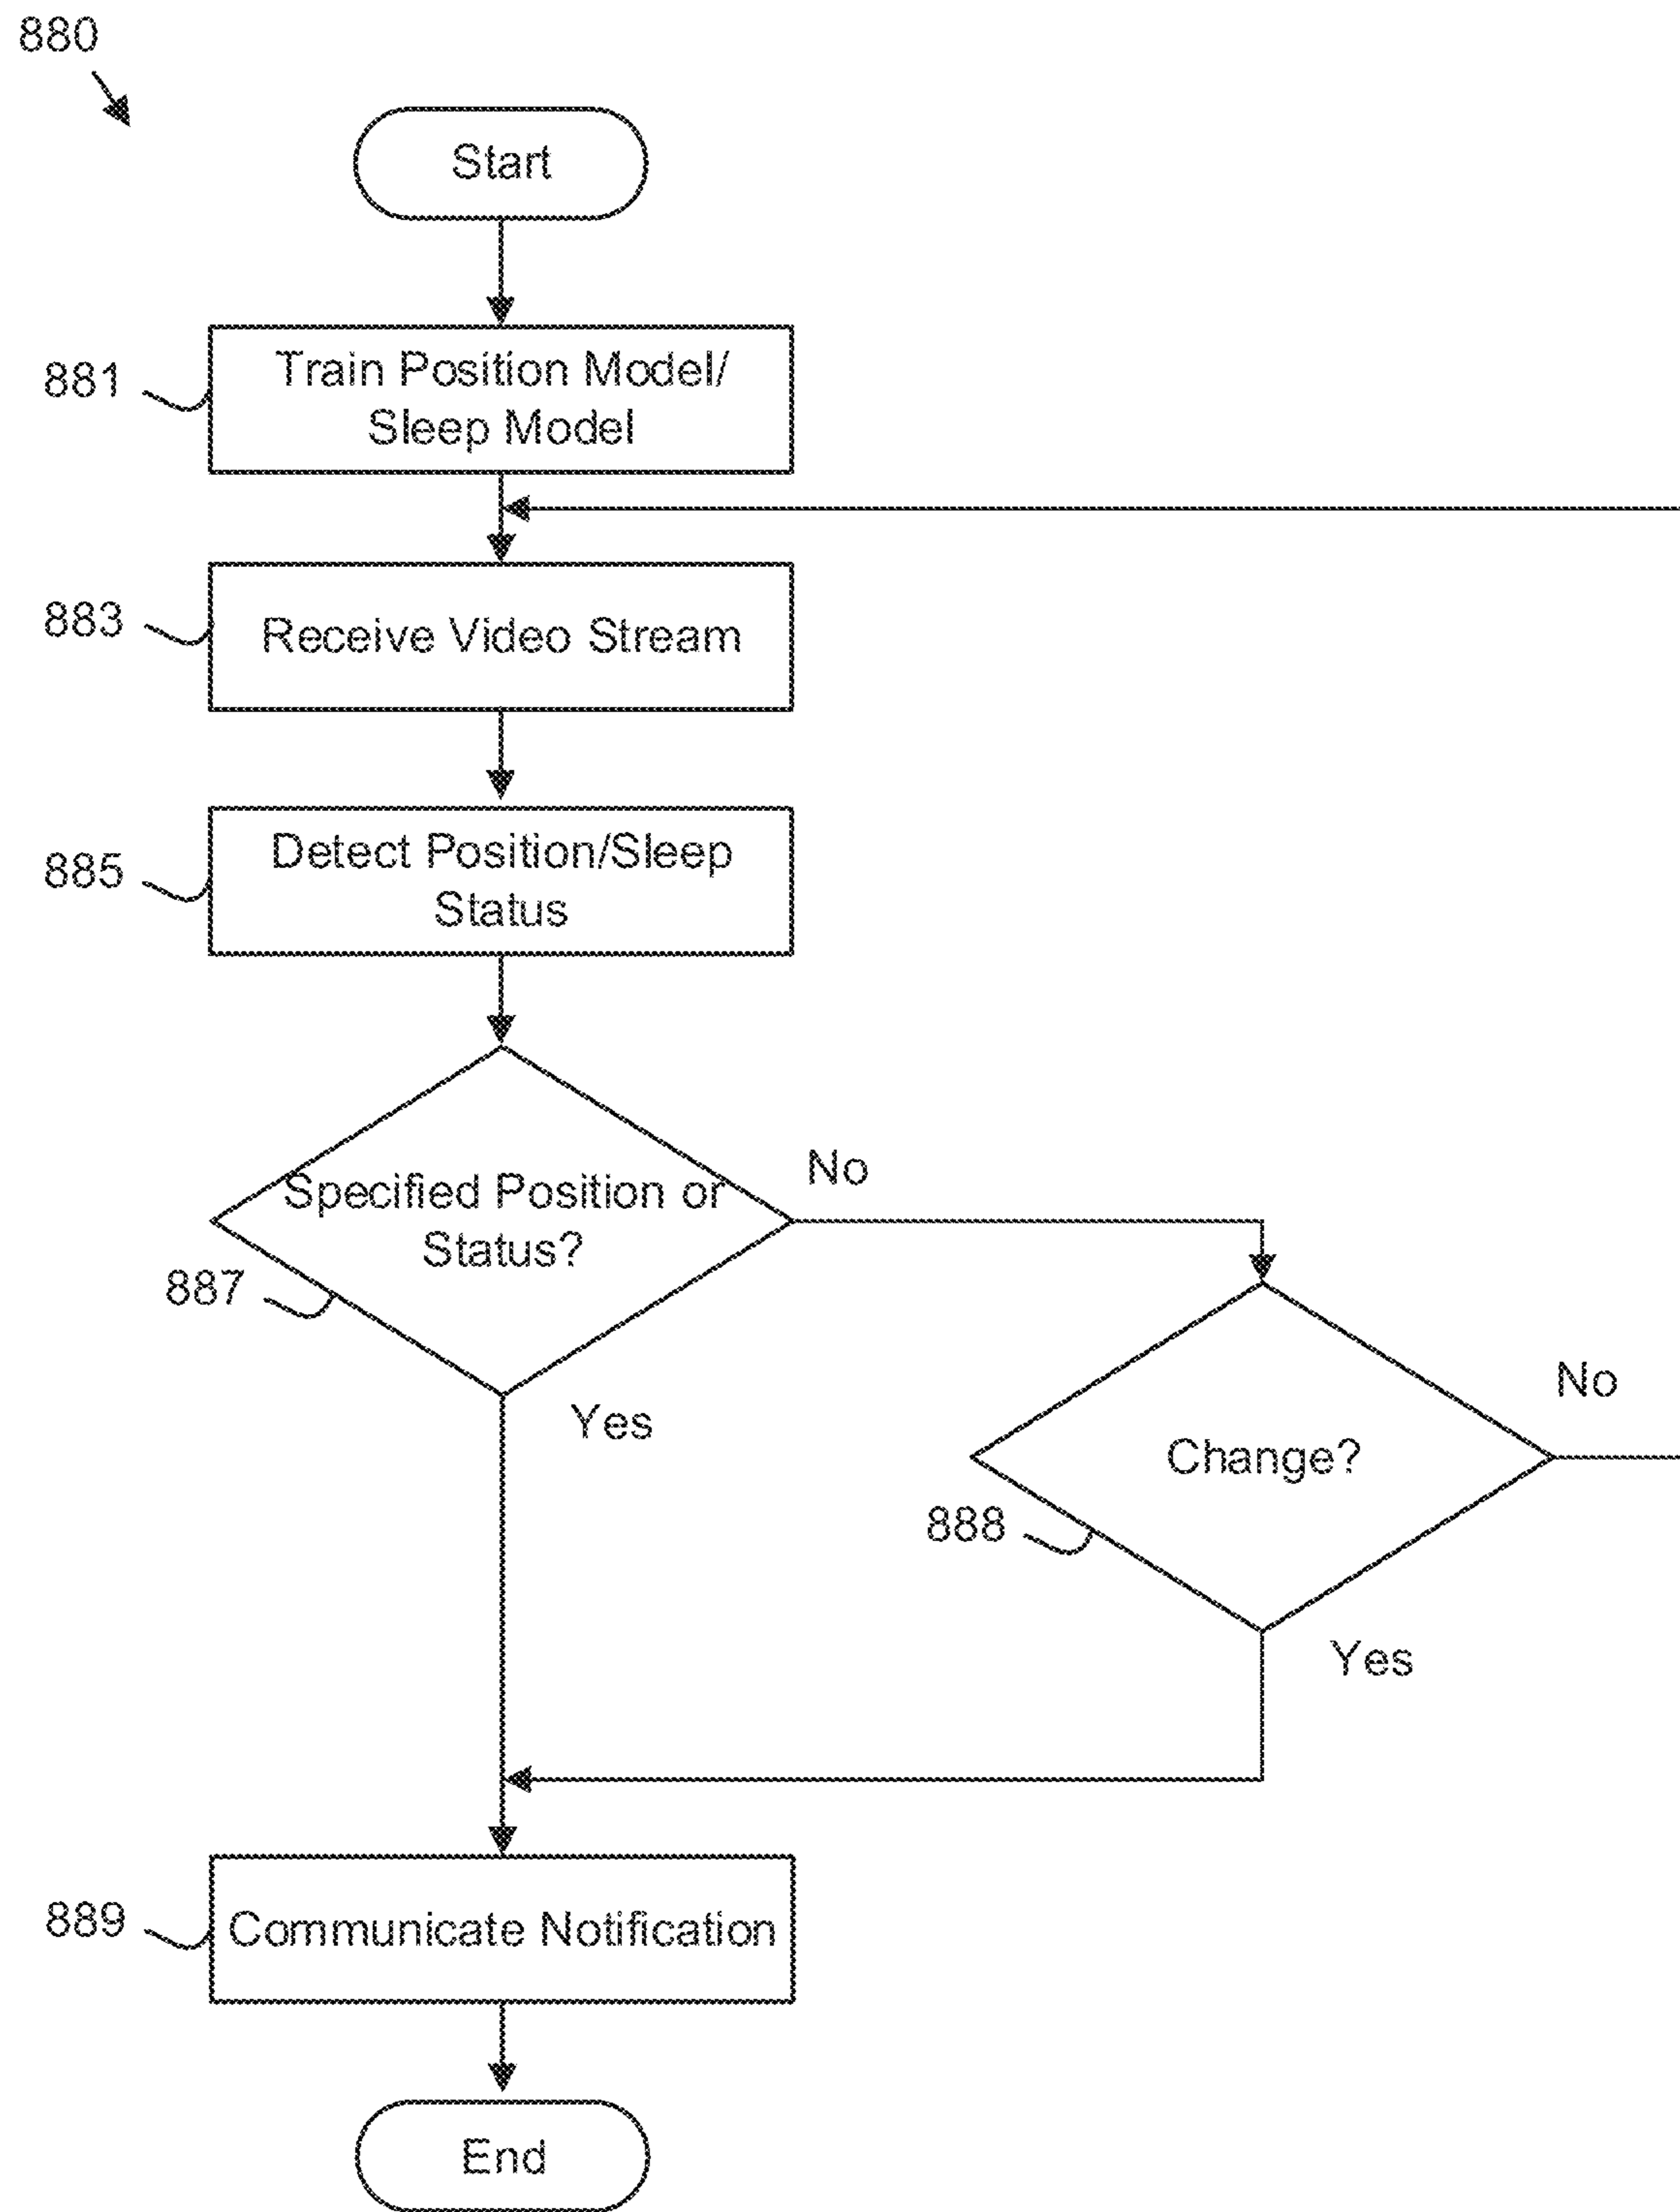 880
Start
881
Train Position Model/
Sleep Model
883
Receive Video Stream
885
Detect Position/Sleep
Status
Specified Position or
Status?
No
887
Yes
Change?
No
888
Yes
889
Communicate Notification
End